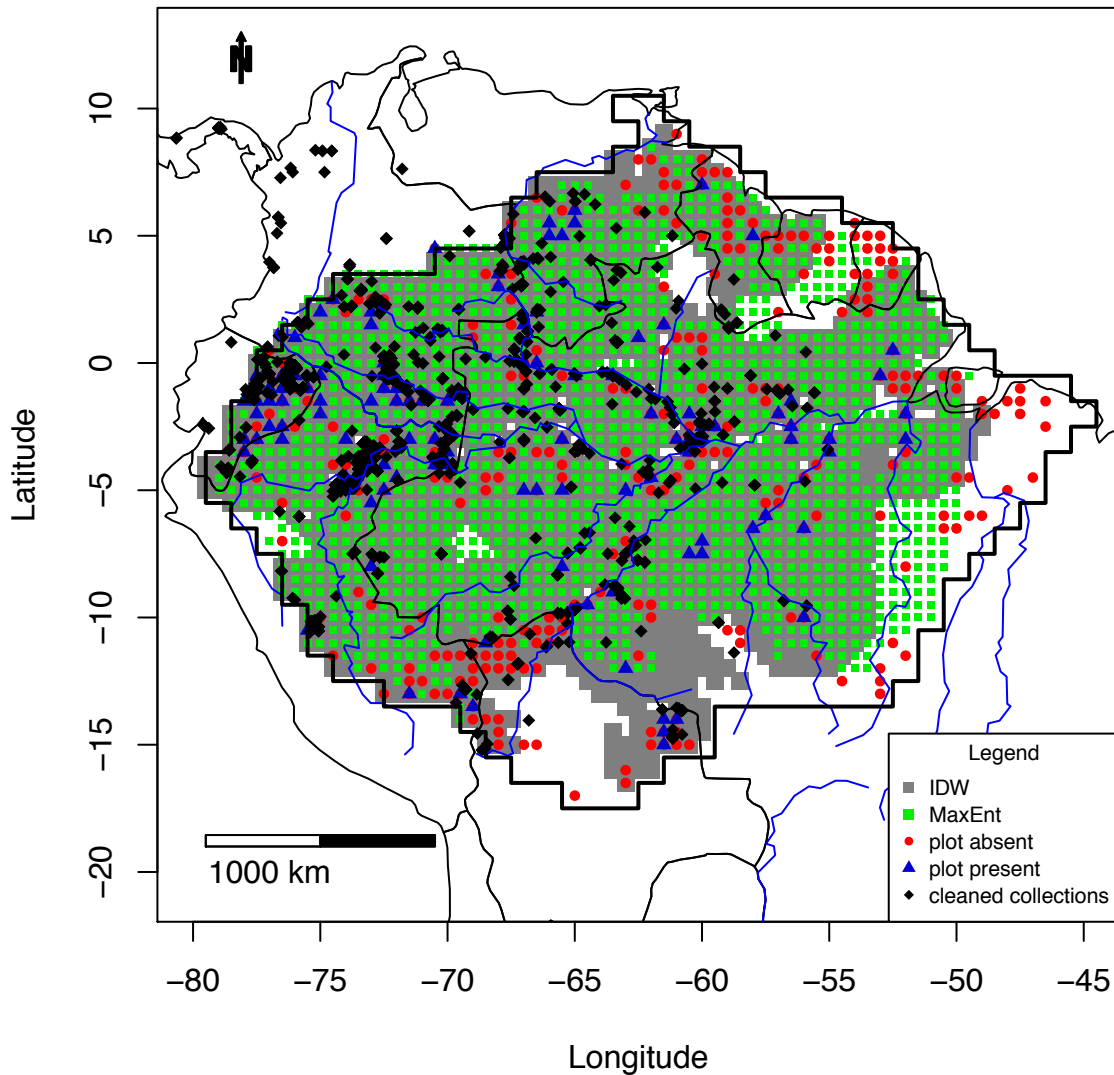 N
10
5
0
−5
−10
−15
−20
Latitude
1000 km
Legend
IDW
MaxEnt
plot absent
plot present
cleaned collections
−80 −75 −70 −65 −60 −55 −50 −45
Longitude